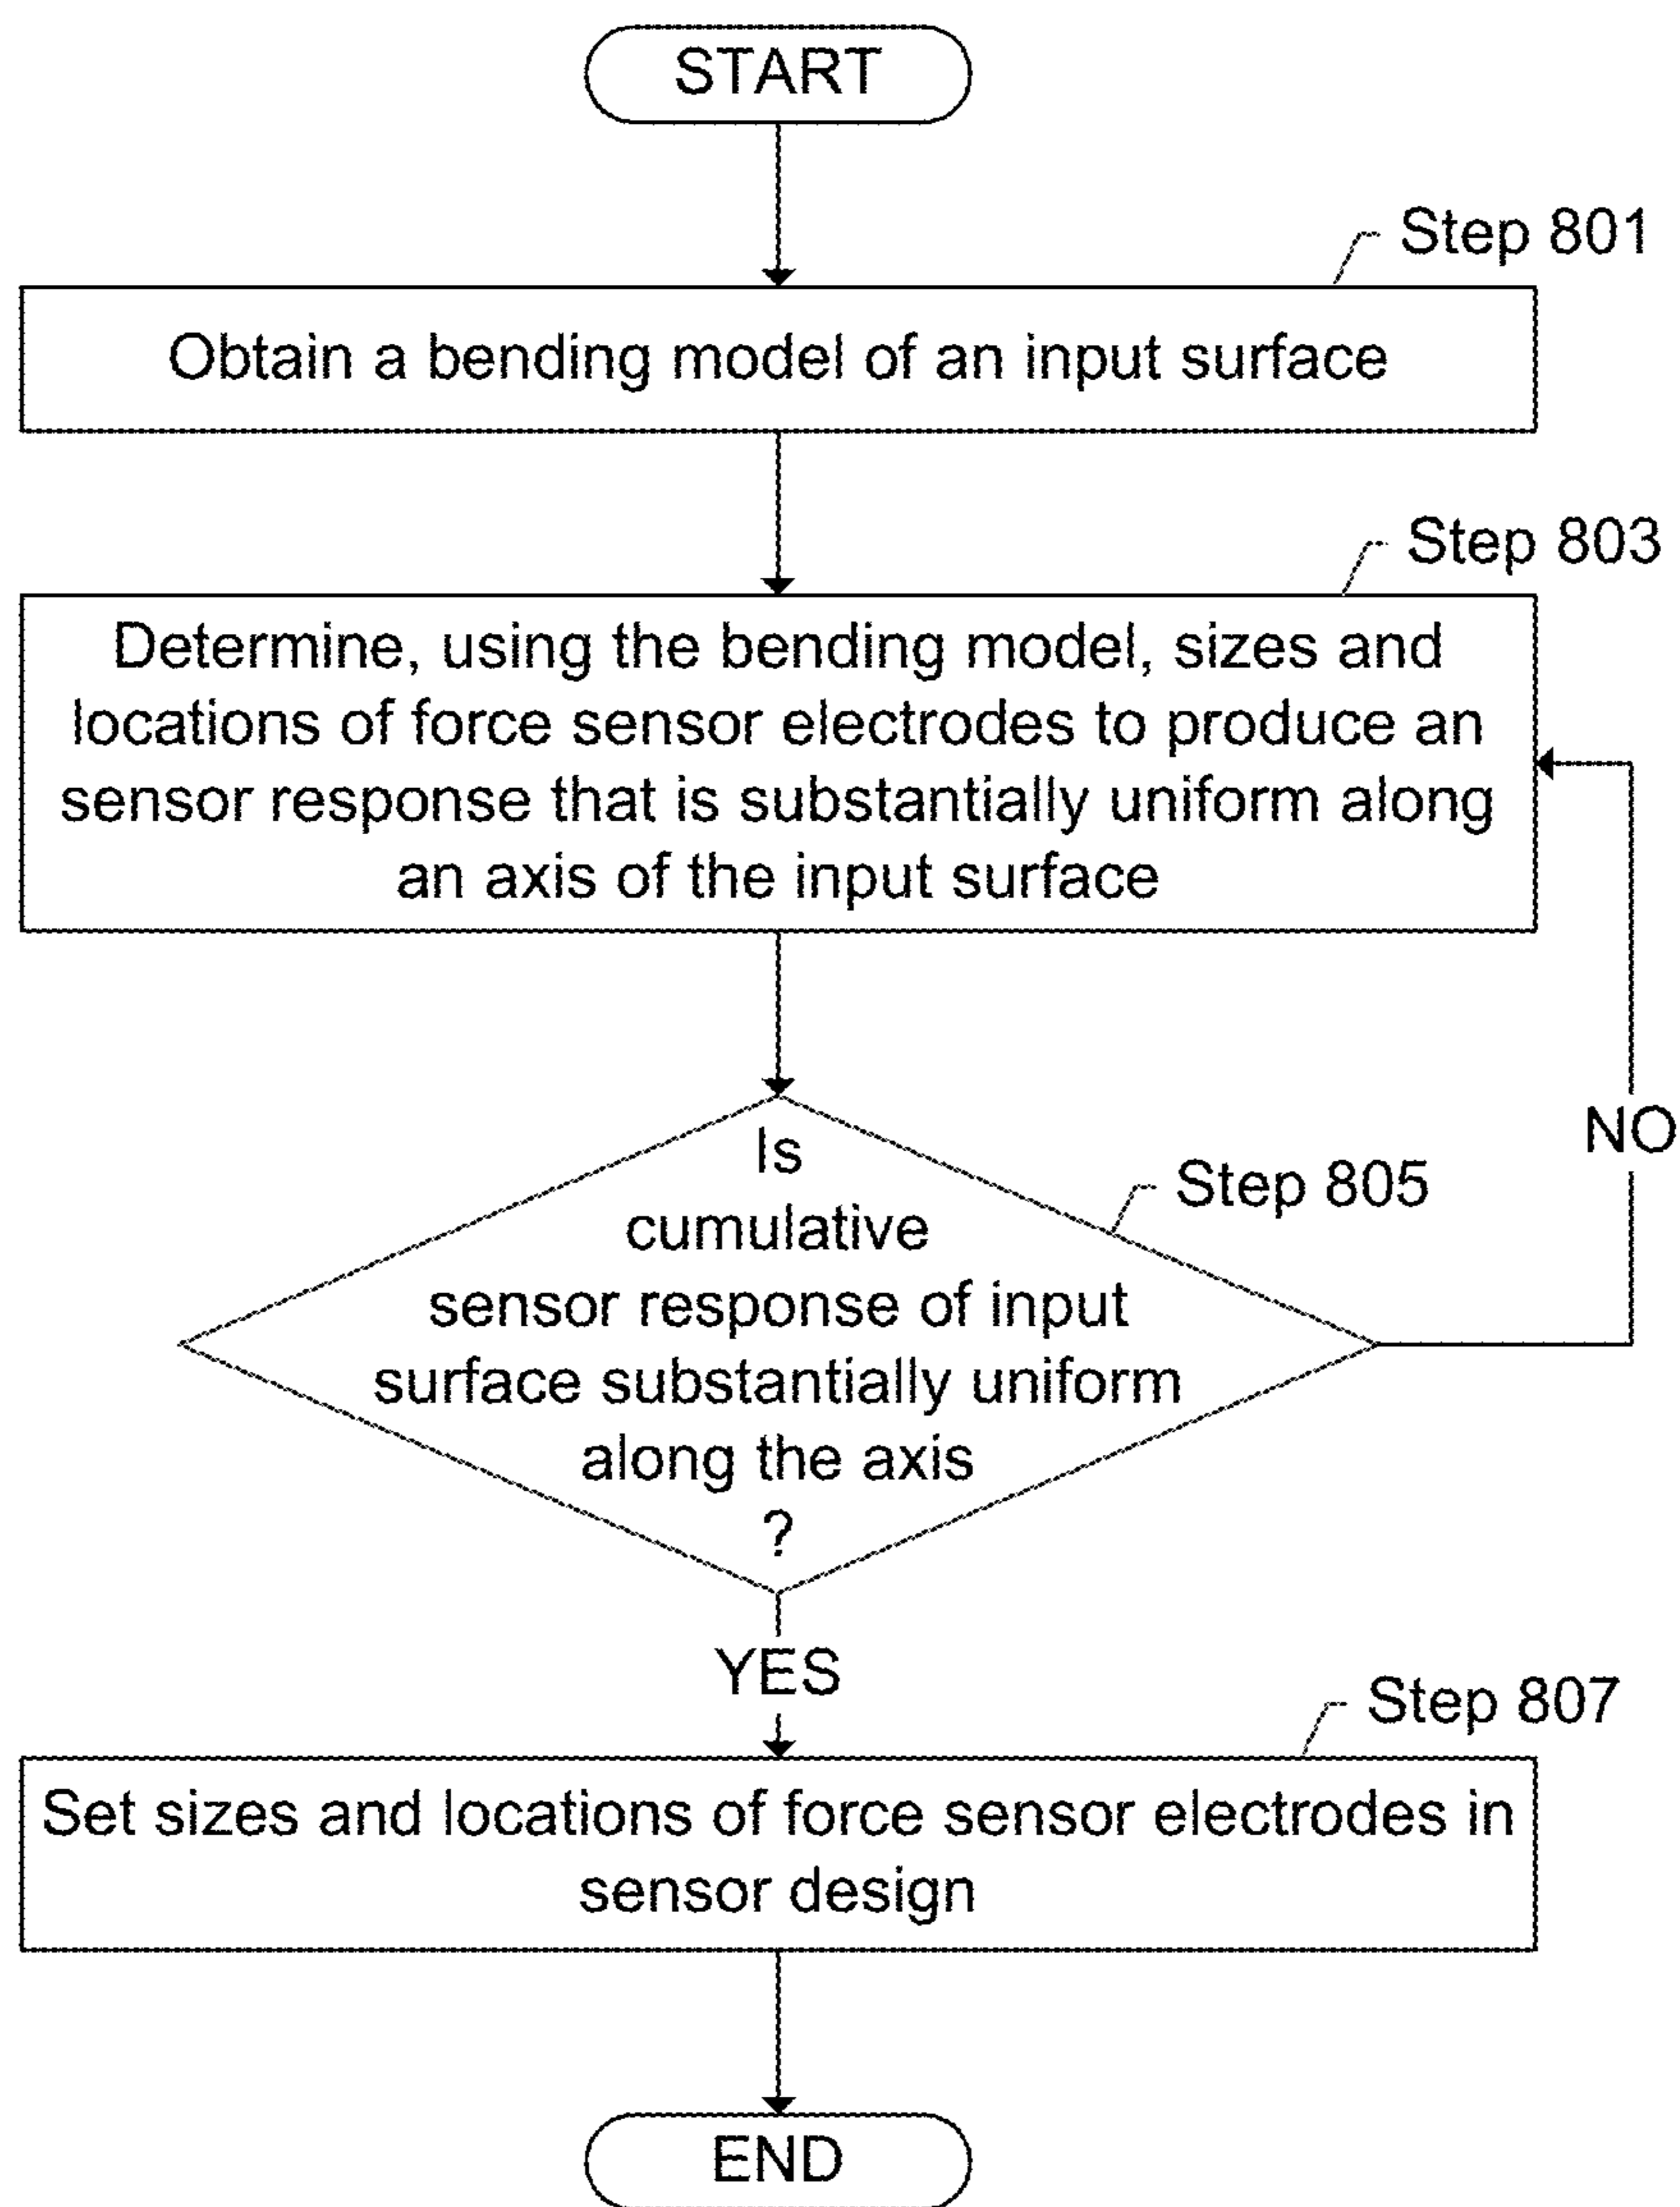 START
Step 801
Obtain a bending model of an input surface
Step 803
Determine, using the bending model, sizes and
locations of force sensor electrodes to produce an
sensor response that is substantially uniform along
an axis of the input surface
Is
cumulative
sensor response of input
surface substantially uniform
along the axis
?
Step 805
NO
YES
Step 807
Set sizes and locations of force sensor electrodes in
sensor design
END